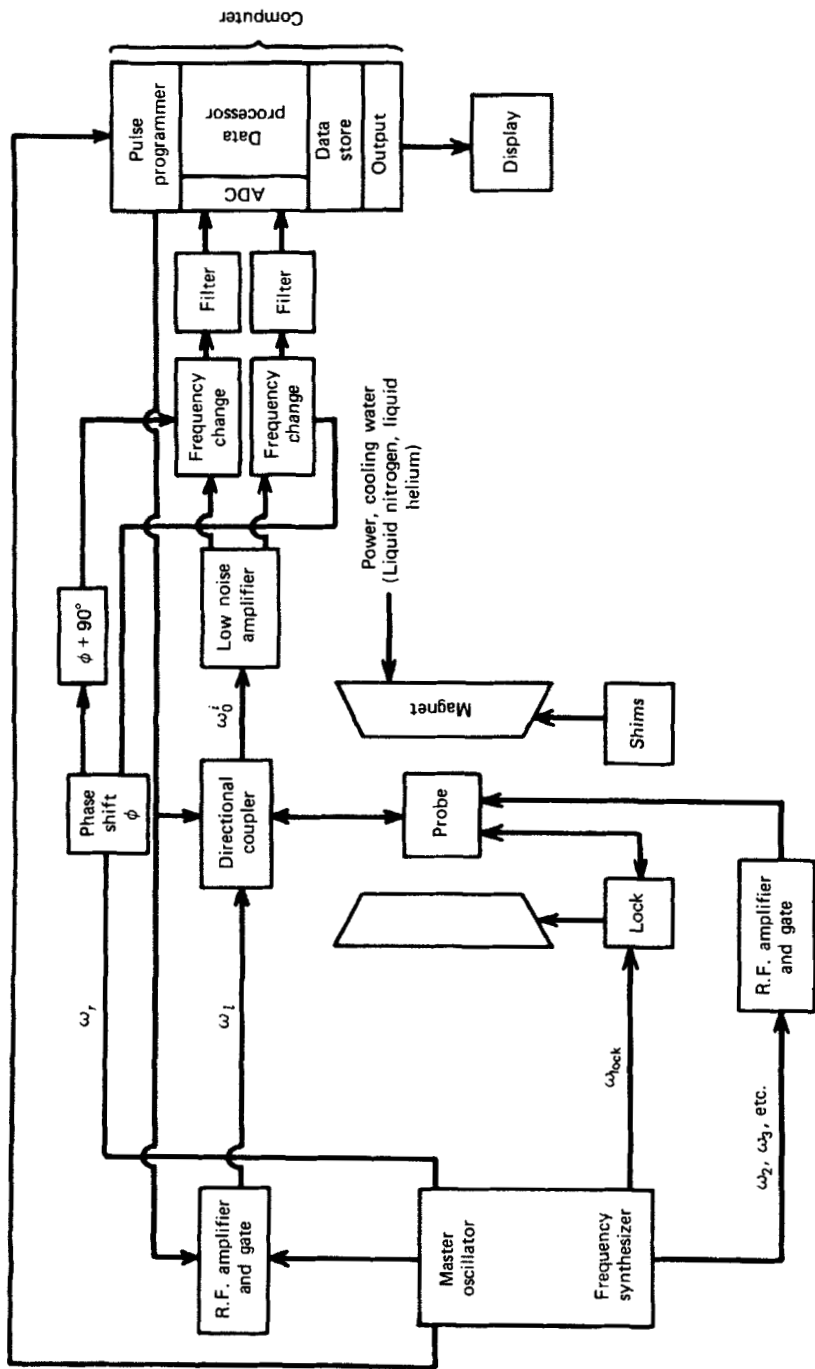 Computer
Pulse
programmer
ADC
Data
processor
Data
store
Output
Display
Filter
Filter
Frequency
change
Frequency
change
ϕ + 90°
Phase
shift
ϕ
Low noise
amplifier
ω₀ⁱ
Directional
coupler
ωᵣ
ω₁
R.F. amplifier
and gate
Master
oscillator
Frequency
synthesizer
Power, cooling water
(Liquid nitrogen, liquid
helium)
Magnet
Shims
Probe
Lock
ωlock
R.F. amplifier
and gate
ω₂, ω₃, etc.